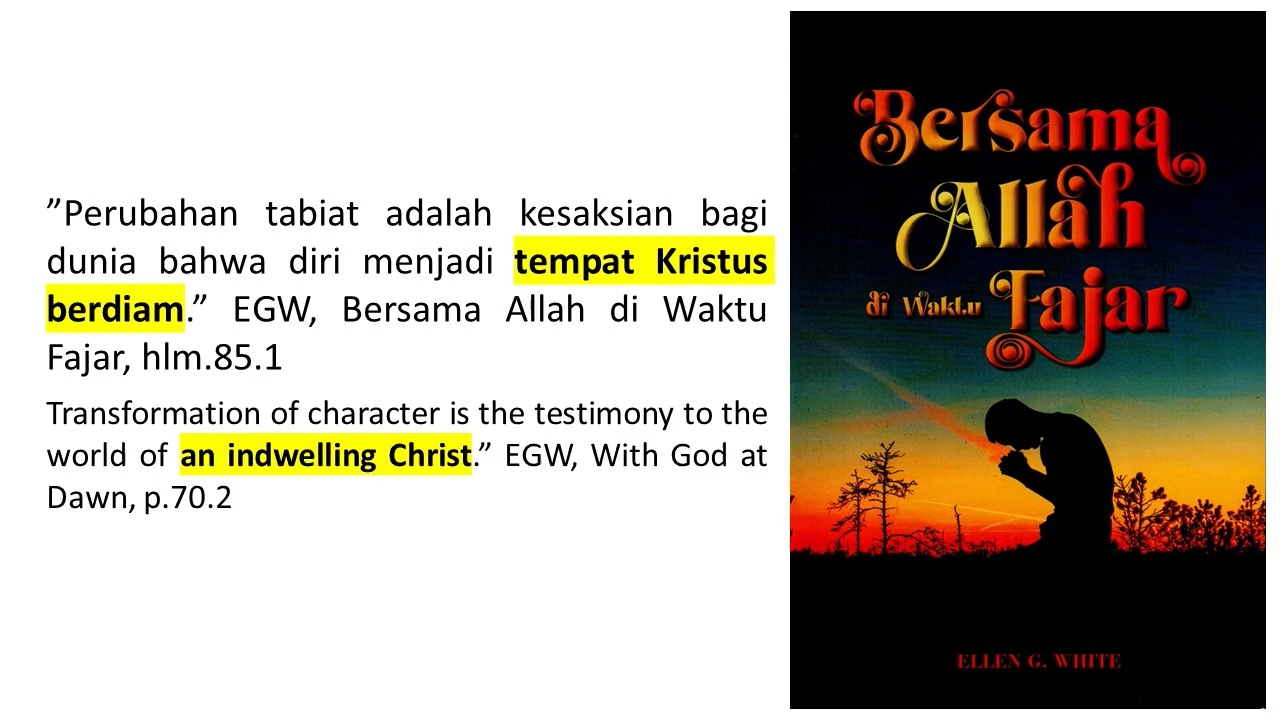 ”Perubahan tabiat adalah kesaksian bagi
dunia bahwa diri menjadi tempat Kristus
berdiam.” EGW, Bersama Allah di Waktu
Fajar, hlm.85.1
Transformation of character is the testimony to the
world of an indwelling Christ.” EGW, With God at
Dawn, p.70.2
Bersama
Allah
di Waktu Fajar
ELLEN G. WHITE